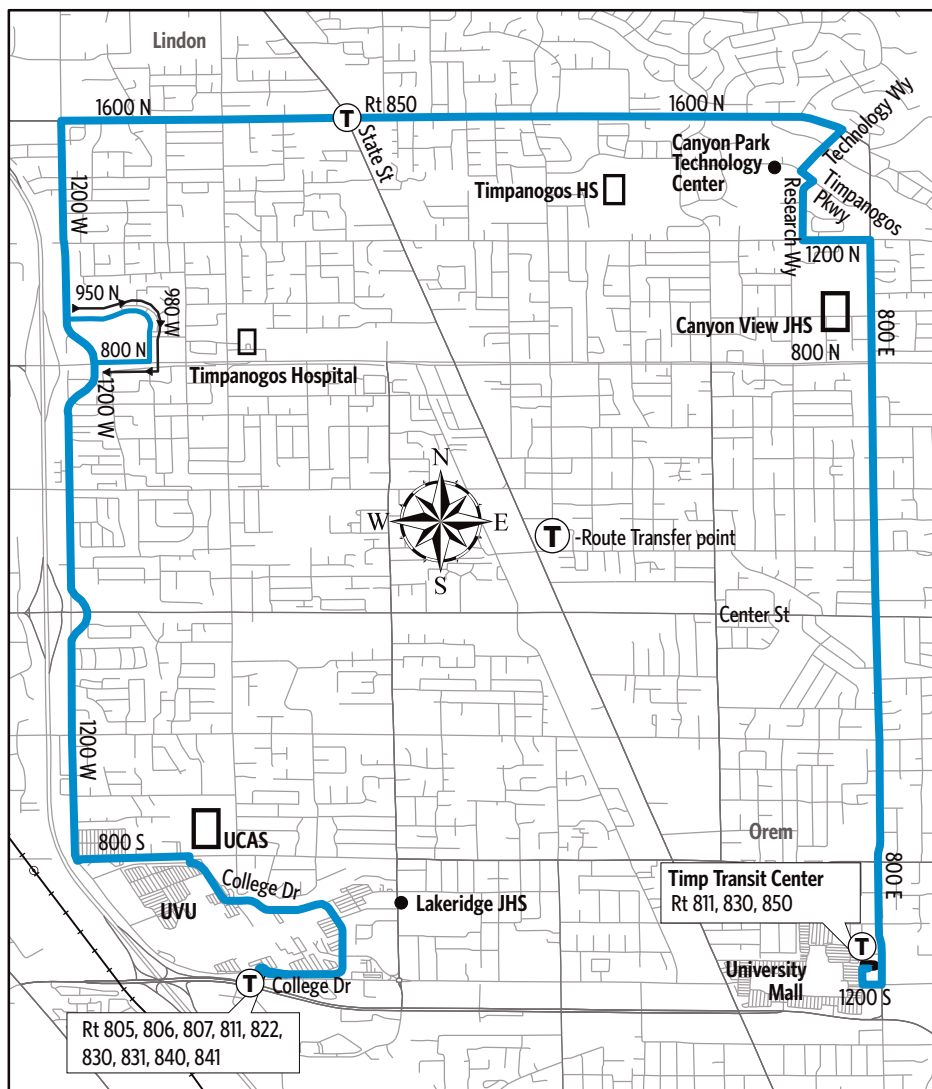 Lindon
1600 N
T
Rt 850
1600 N
State St
Technology Wy
Canyon Park
Technology
Center
Timpanogos HS
Timpanogos
Pkwy
Research Wy
1200 W
1200 N
950 N
980 W
800 N
1200 W
Timpanogos Hospital
Canyon View JHS
800 N
800 E
N
W
E
S
T
-Route Transfer point
Center St
1200 W
UCAS
800 S
Orem
College Dr
UVU
Lakeridge JHS
Timp Transit Center
Rt 811, 830, 850
800 E
T
University
Mall
1200 S
T
College Dr
Rt 805, 806, 807, 811, 822,
830, 831, 840, 841